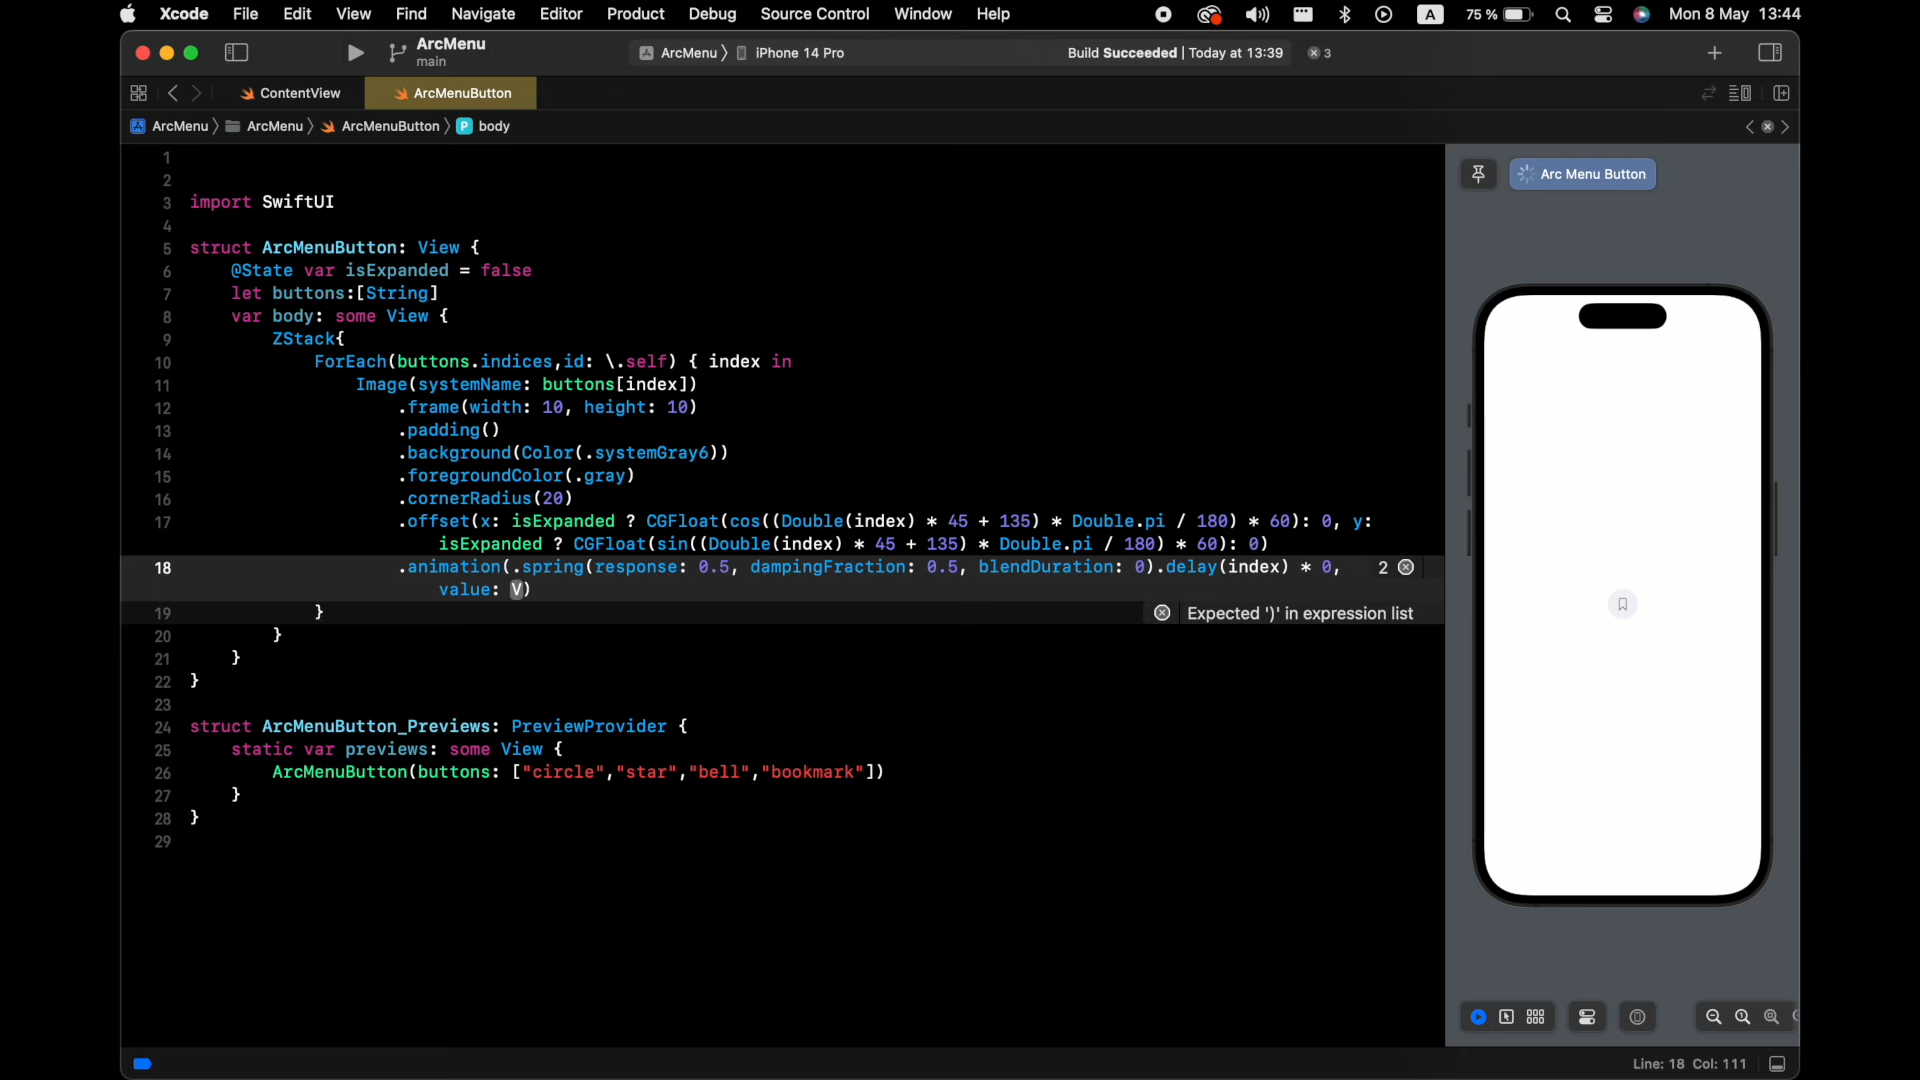 Xcode File Edit View Find Navigate Editor Product Debug Source Control Window Help A 75 % Mon 8 May 13:44
ArcMenu
main
ArcMenu 〉 iPhone 14 Pro
Build Succeeded | Today at 13:39
3
ContentView
ArcMenuButton
ArcMenu 〉 ArcMenu 〉 ArcMenuButton 〉 P body
1
2
3 import SwiftUI
4
5 struct ArcMenuButton: View {
6 @State var isExpanded = false
7 let buttons:[String]
8 var body: some View {
9 ZStack{
10 ForEach(buttons.indices,id: \.self) { index in
11 Image(systemName: buttons[index])
12 .frame(width: 10, height: 10)
13 .padding()
14 .background(Color(.systemGray6))
15 .foregroundColor(.gray)
16 .cornerRadius(20)
17 .offset(x: isExpanded ? CGFloat(cos((Double(index) * 45 + 135) * Double.pi / 180) * 60): 0, y:
isExpanded ? CGFloat(sin((Double(index) * 45 + 135) * Double.pi / 180) * 60): 0)
18 .animation(.spring(response: 0.5, dampingFraction: 0.5, blendDuration: 0).delay(index) * 0, 2
value: V)
19 } Expected ')' in expression list
20 }
21 }
22 }
23
24 struct ArcMenuButton_Previews: PreviewProvider {
25 static var previews: some View {
26 ArcMenuButton(buttons: ["circle","star","bell","bookmark"])
27 }
28 }
29
Arc Menu Button
Line: 18 Col: 111